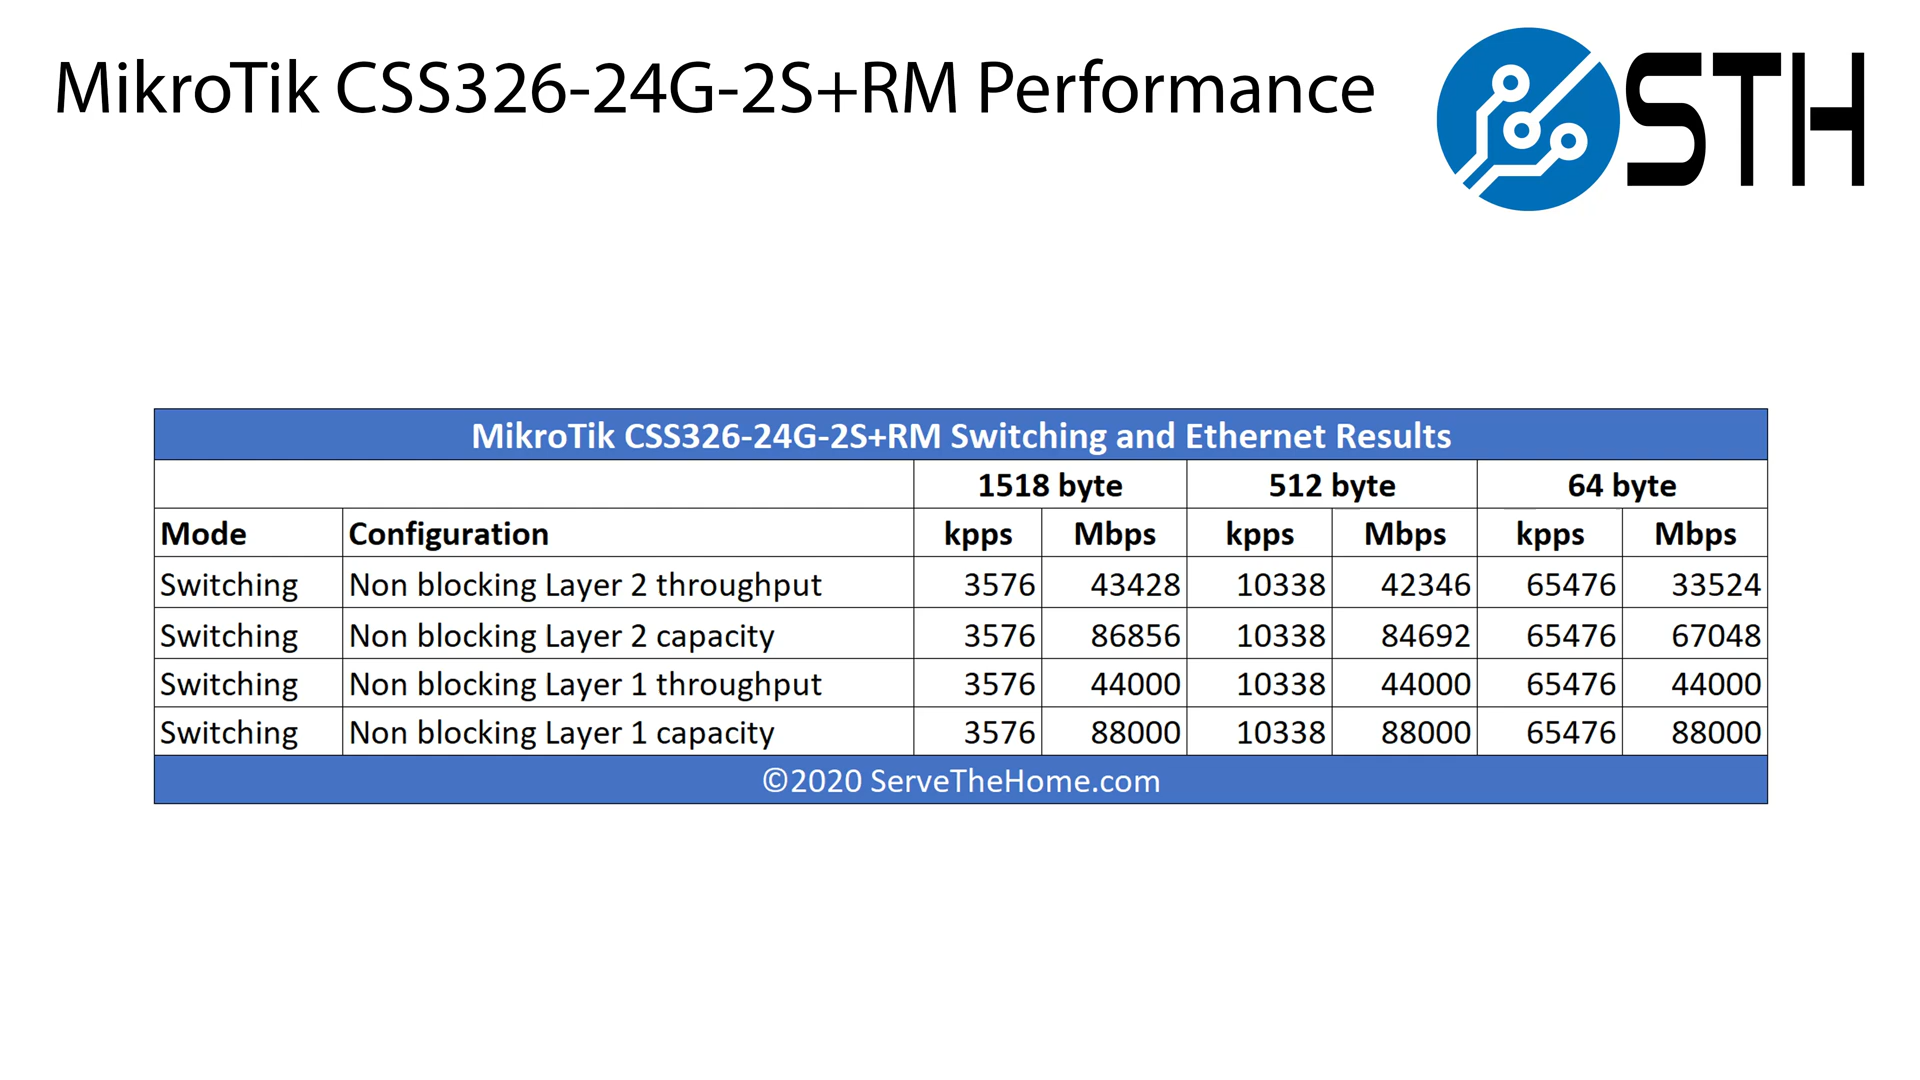 MikroTik CSS326-24G-2S+RM Performance
STH
MikroTik CSS326-24G-2S+RM Switching and Ethernet Results
1518 byte 512 byte 64 byte
Mode Configuration kpps Mbps kpps Mbps kpps Mbps
Switching Non blocking Layer 2 throughput 3576 43428 10338 42346 65476 33524
Switching Non blocking Layer 2 capacity 3576 86856 10338 84692 65476 67048
Switching Non blocking Layer 1 throughput 3576 44000 10338 44000 65476 44000
Switching Non blocking Layer 1 capacity 3576 88000 10338 88000 65476 88000
©2020 ServeTheHome.com